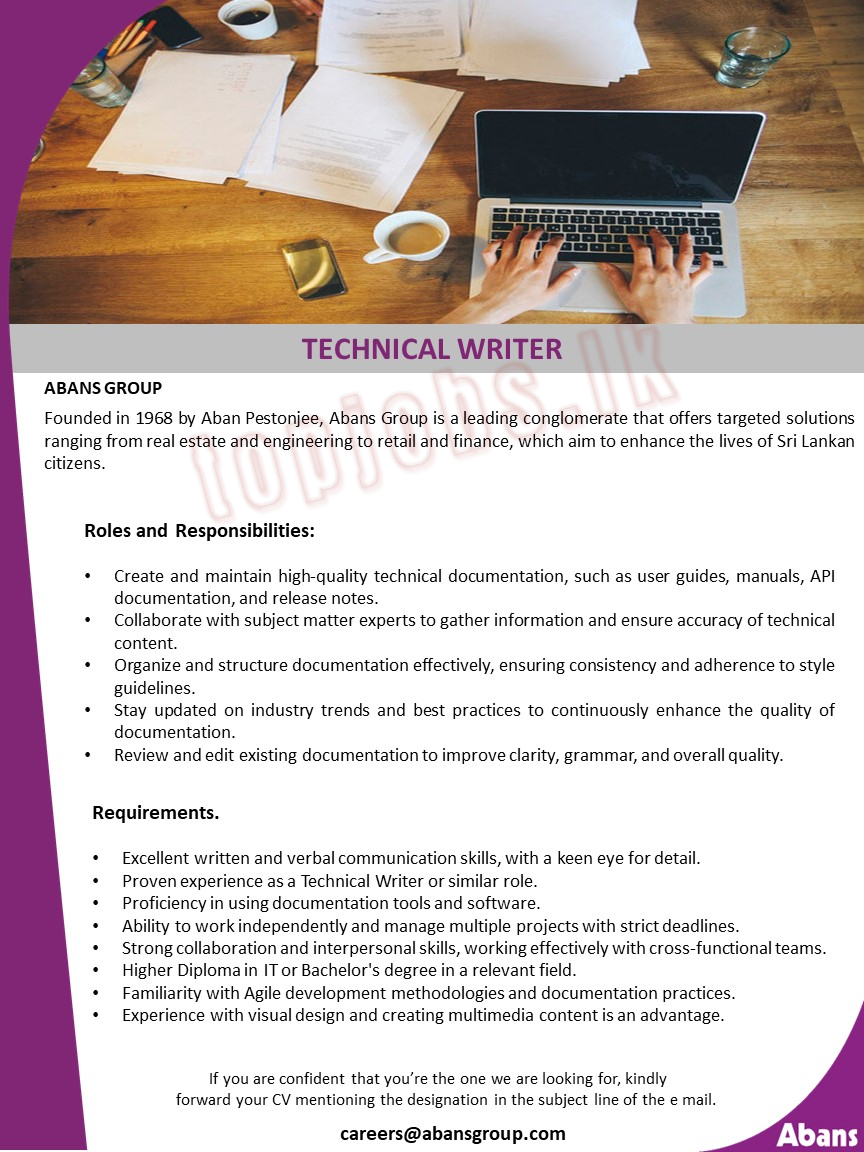 TECHNICAL WRITER
topjobs.lk
ABANS GROUP
Founded in 1968 by Aban Pestonjee, Abans Group is a leading conglomerate that offers targeted solutions
ranging from real estate and engineering to retail and finance, which aim to enhance the lives of Sri Lankan
citizens.
Roles and Responsibilities:
• Create and maintain high-quality technical documentation, such as user guides, manuals, API
documentation, and release notes.
• Collaborate with subject matter experts to gather information and ensure accuracy of technical
content.
• Organize and structure documentation effectively, ensuring consistency and adherence to style
guidelines.
• Stay updated on industry trends and best practices to continuously enhance the quality of
documentation.
• Review and edit existing documentation to improve clarity, grammar, and overall quality.
Requirements.
• Excellent written and verbal communication skills, with a keen eye for detail.
• Proven experience as a Technical Writer or similar role.
• Proficiency in using documentation tools and software.
• Ability to work independently and manage multiple projects with strict deadlines.
• Strong collaboration and interpersonal skills, working effectively with cross-functional teams.
• Higher Diploma in IT or Bachelor's degree in a relevant field.
• Familiarity with Agile development methodologies and documentation practices.
• Experience with visual design and creating multimedia content is an advantage.
If you are confident that you're the one we are looking for, kindly
forward your CV mentioning the designation in the subject line of the e mail.
careers@abansgroup.com
Abans